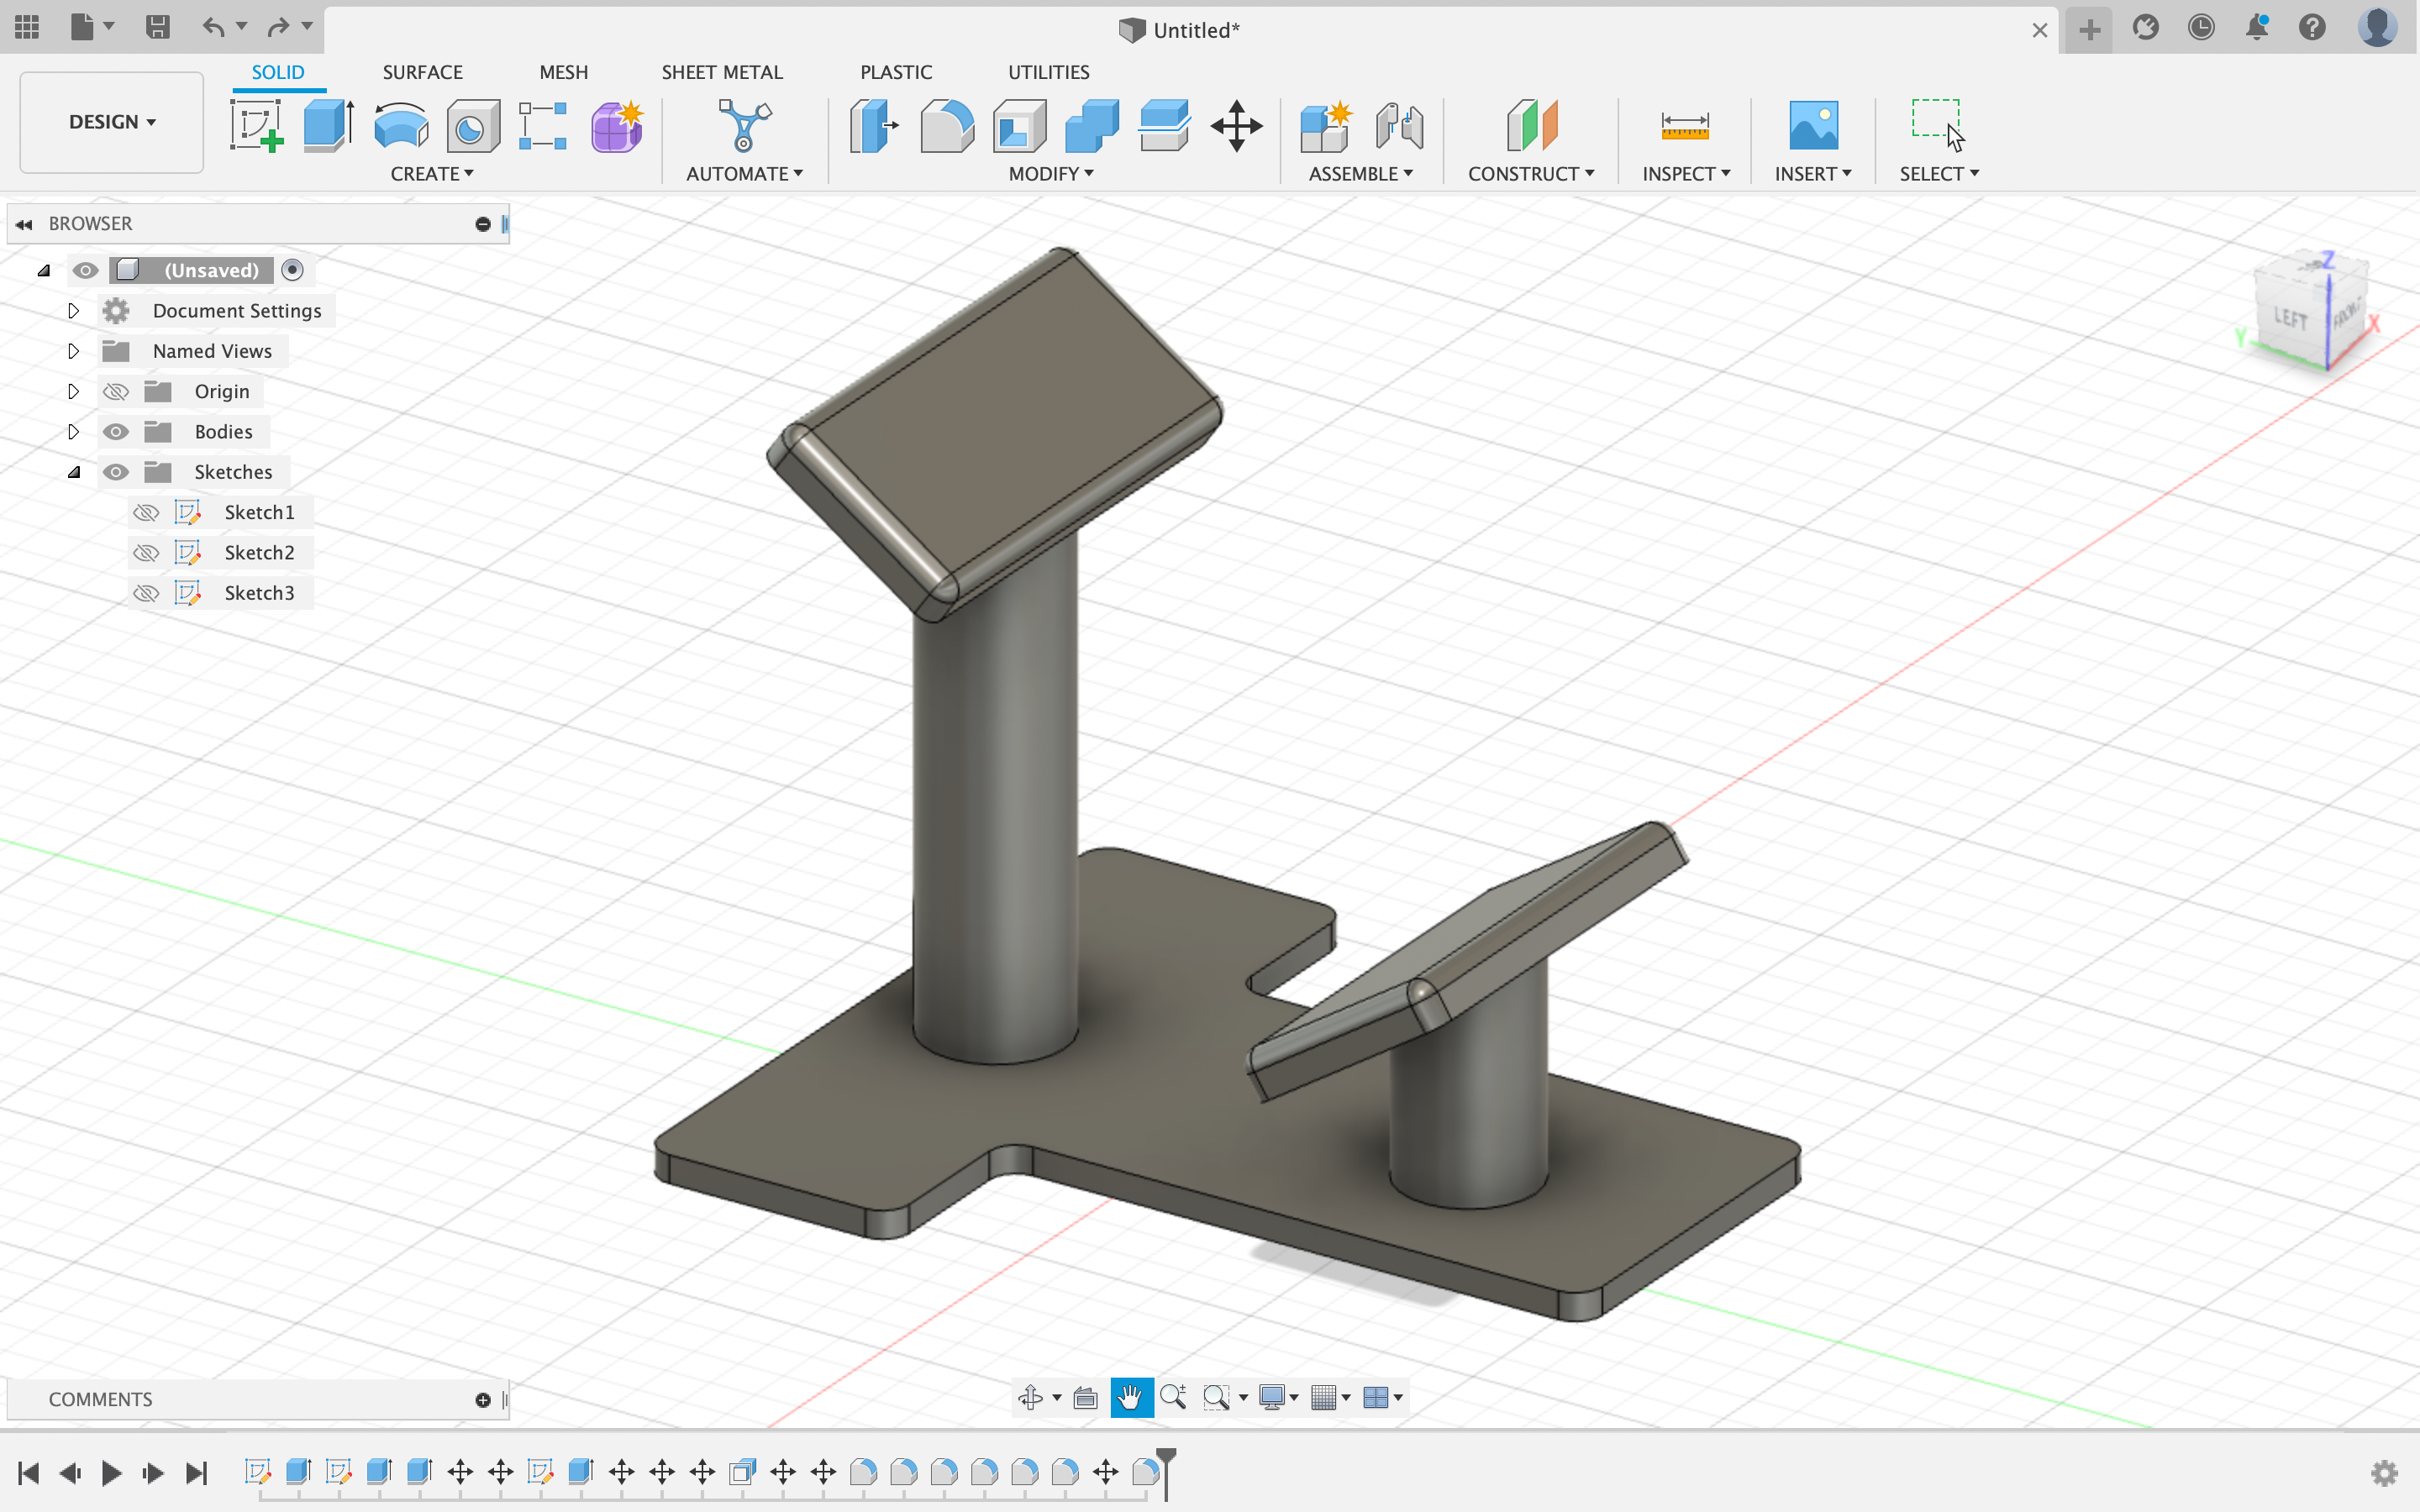 Untitled*
SOLID SURFACE MESH SHEET METAL PLASTIC UTILITIES
DESIGN
CREATE AUTOMATE MODIFY ASSEMBLE CONSTRUCT INSPECT INSERT SELECT
BROWSER
(Unsaved)
Document Settings
Named Views
Origin
Bodies
Sketches
Sketch1
Sketch2
Sketch3
Z
LEFT FRONT
Y X
COMMENTS